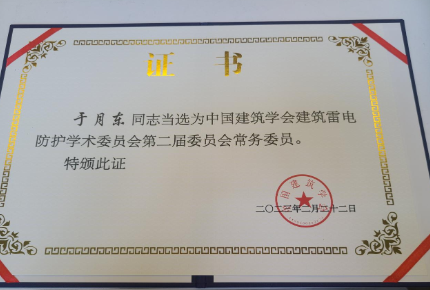 证书
于月东 同志当选为中国建筑学会建筑雷电
防护学术委员会第二届委员会常务委员。
特颁此证
二〇二三年二月二十二日